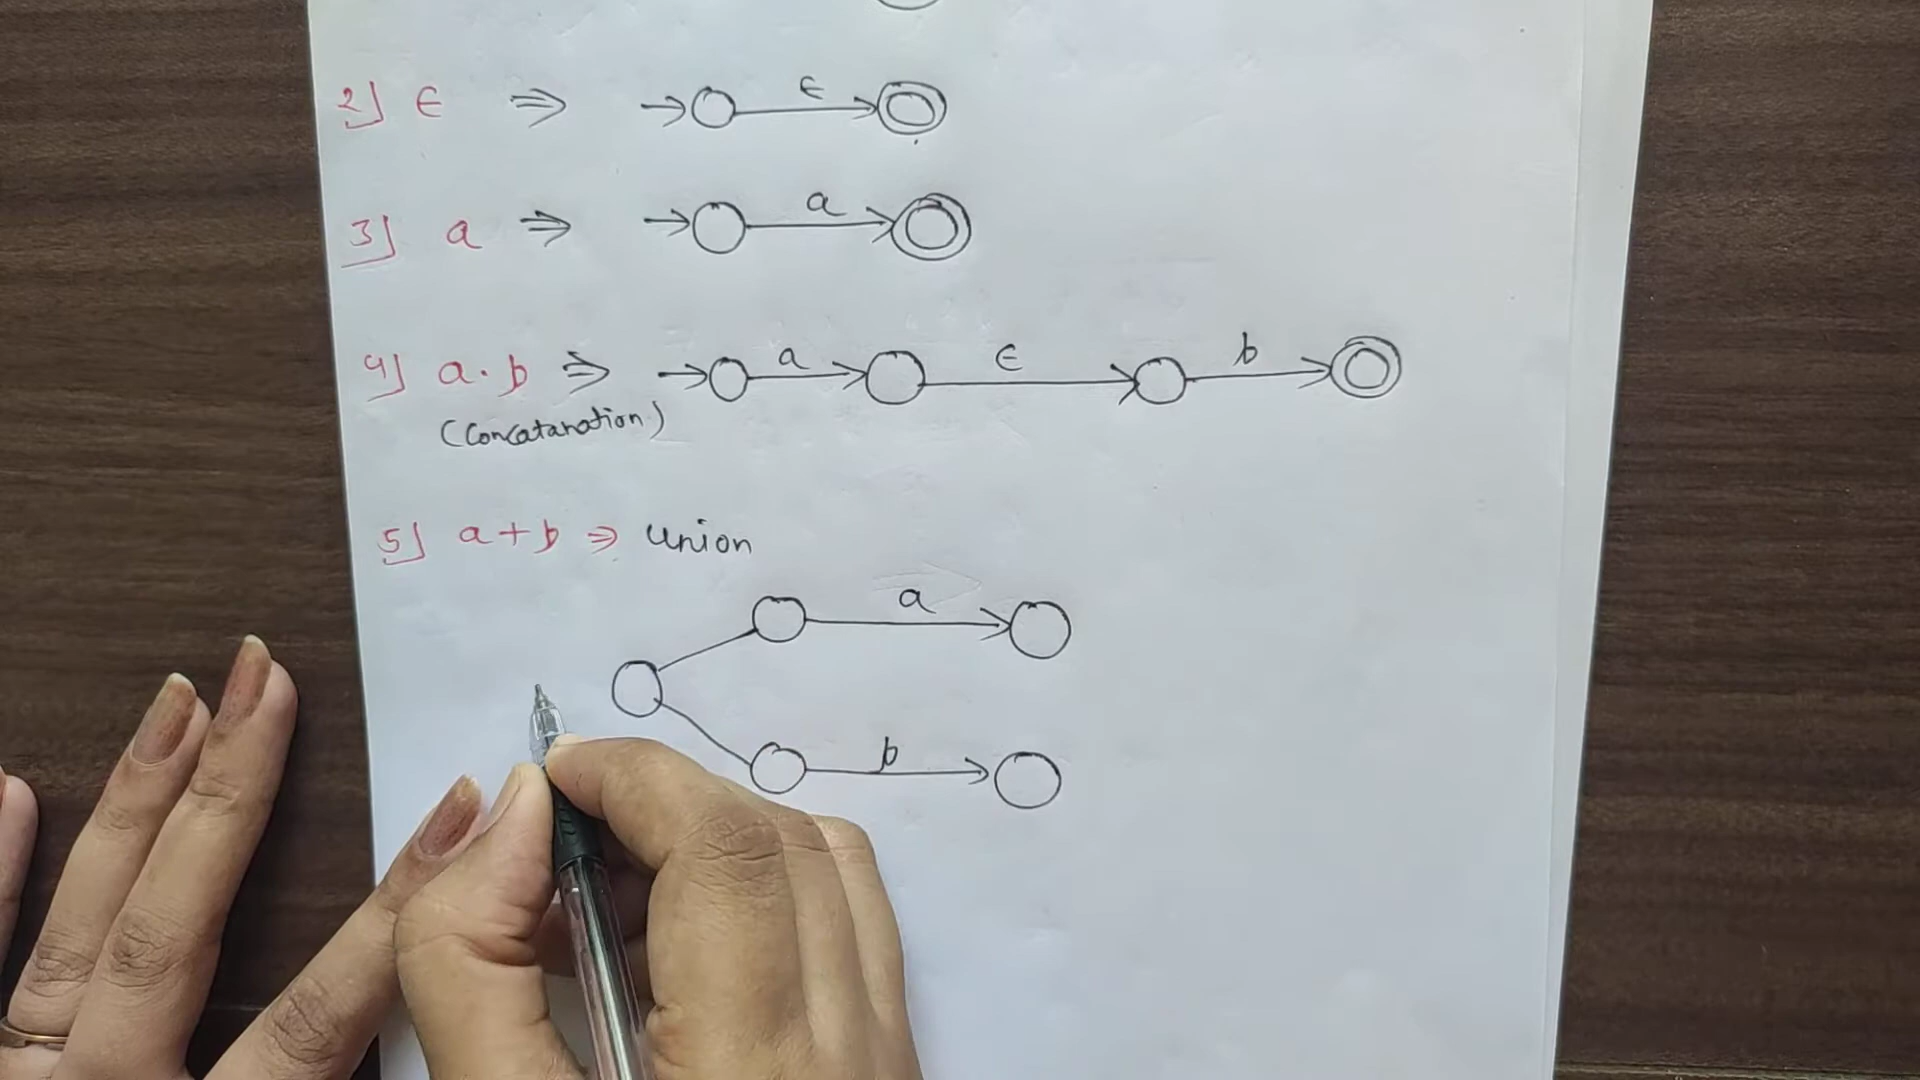 2] ∈ ⇒ ∈
3] a ⇒ a
4] a.b ⇒ a ∈ b
(Concatanation)
5] a+b ⇒ union
a
b